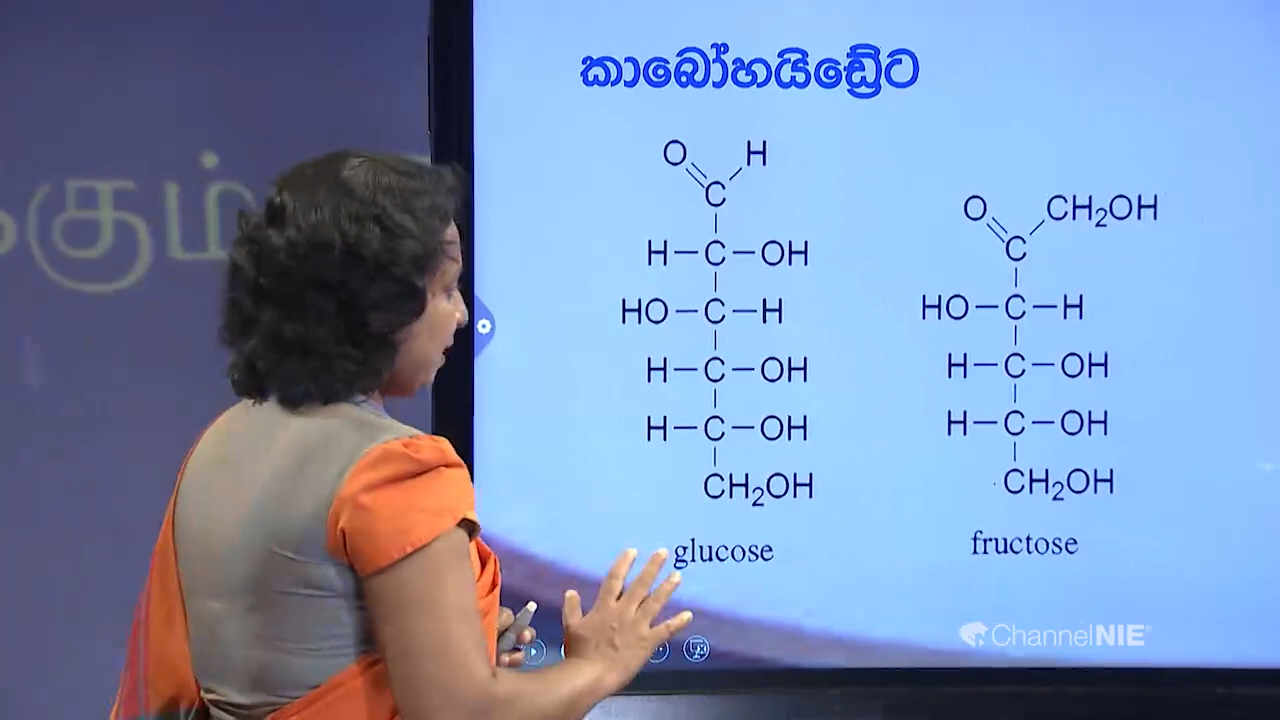 කාබෝහයිඩ්‍රේට
O H
C
H–C–OH
HO–C–H
H–C–OH
H–C–OH
CH₂OH
glucose
O CH₂OH
C
HO–C–H
H–C–OH
H–C–OH
CH₂OH
fructose
ChannelNIE
கும்